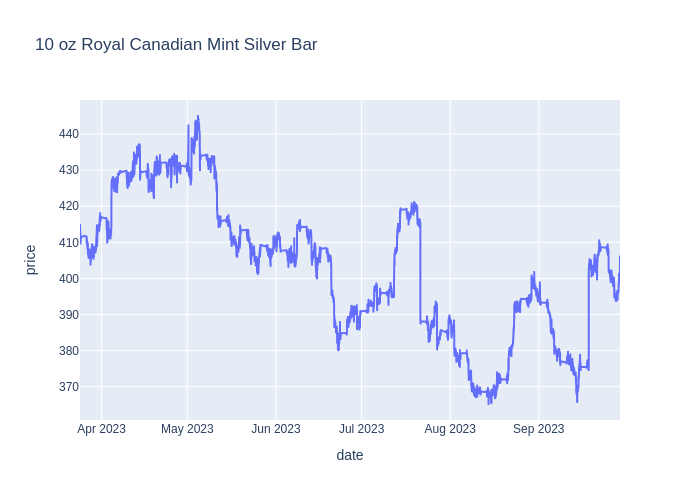 10 oz Royal Canadian Mint Silver Bar
440
430
420
410
400
390
380
370
price
Apr 2023 May 2023 Jun 2023 Jul 2023 Aug 2023 Sep 2023
date